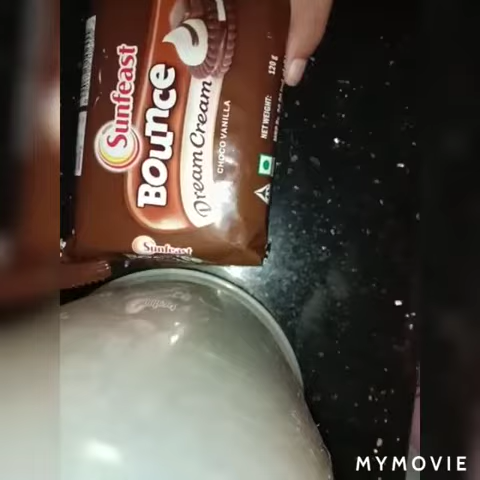 Sunfeast
Bounce
Dream Cream
CHOCO VANILLA
NET WEIGHT: 120 g
Sunfeast
MYMOVIE